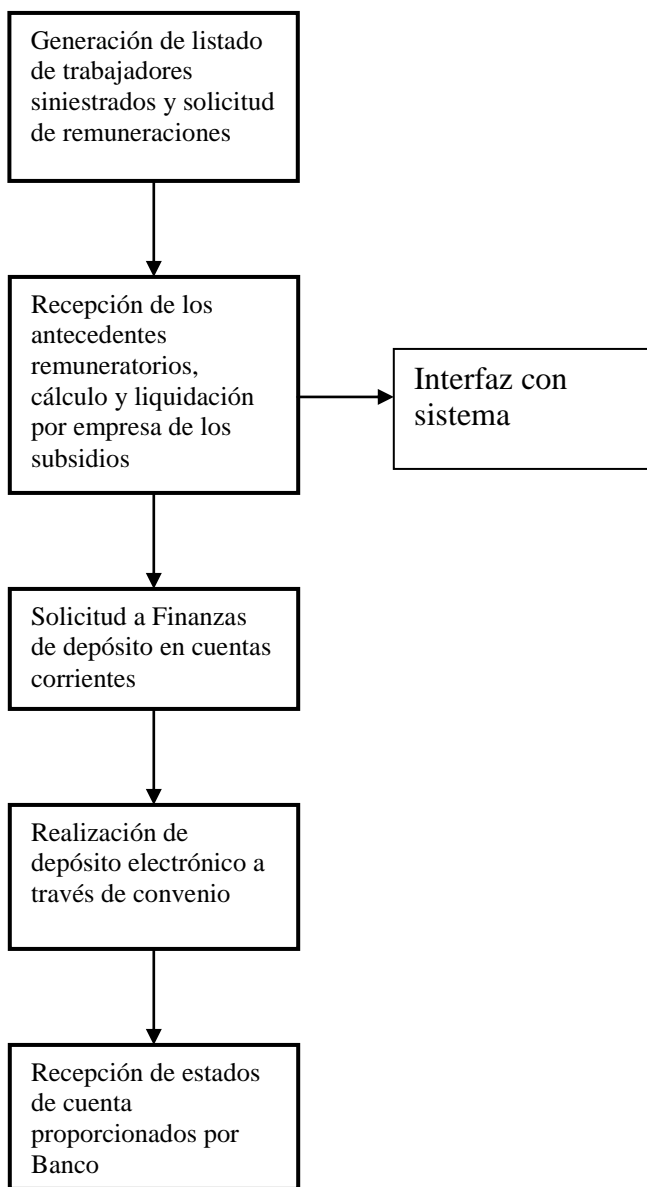 Generación de listado
de trabajadores
siniestrados y solicitud
de remuneraciones
Recepción de los
antecedentes
remuneratorios,
cálculo y liquidación
por empresa de los
subsidios
Interfaz con
sistema
Solicitud a Finanzas
de depósito en cuentas
corrientes
Realización de
depósito electrónico a
través de convenio
Recepción de estados
de cuenta
proporcionados por
Banco